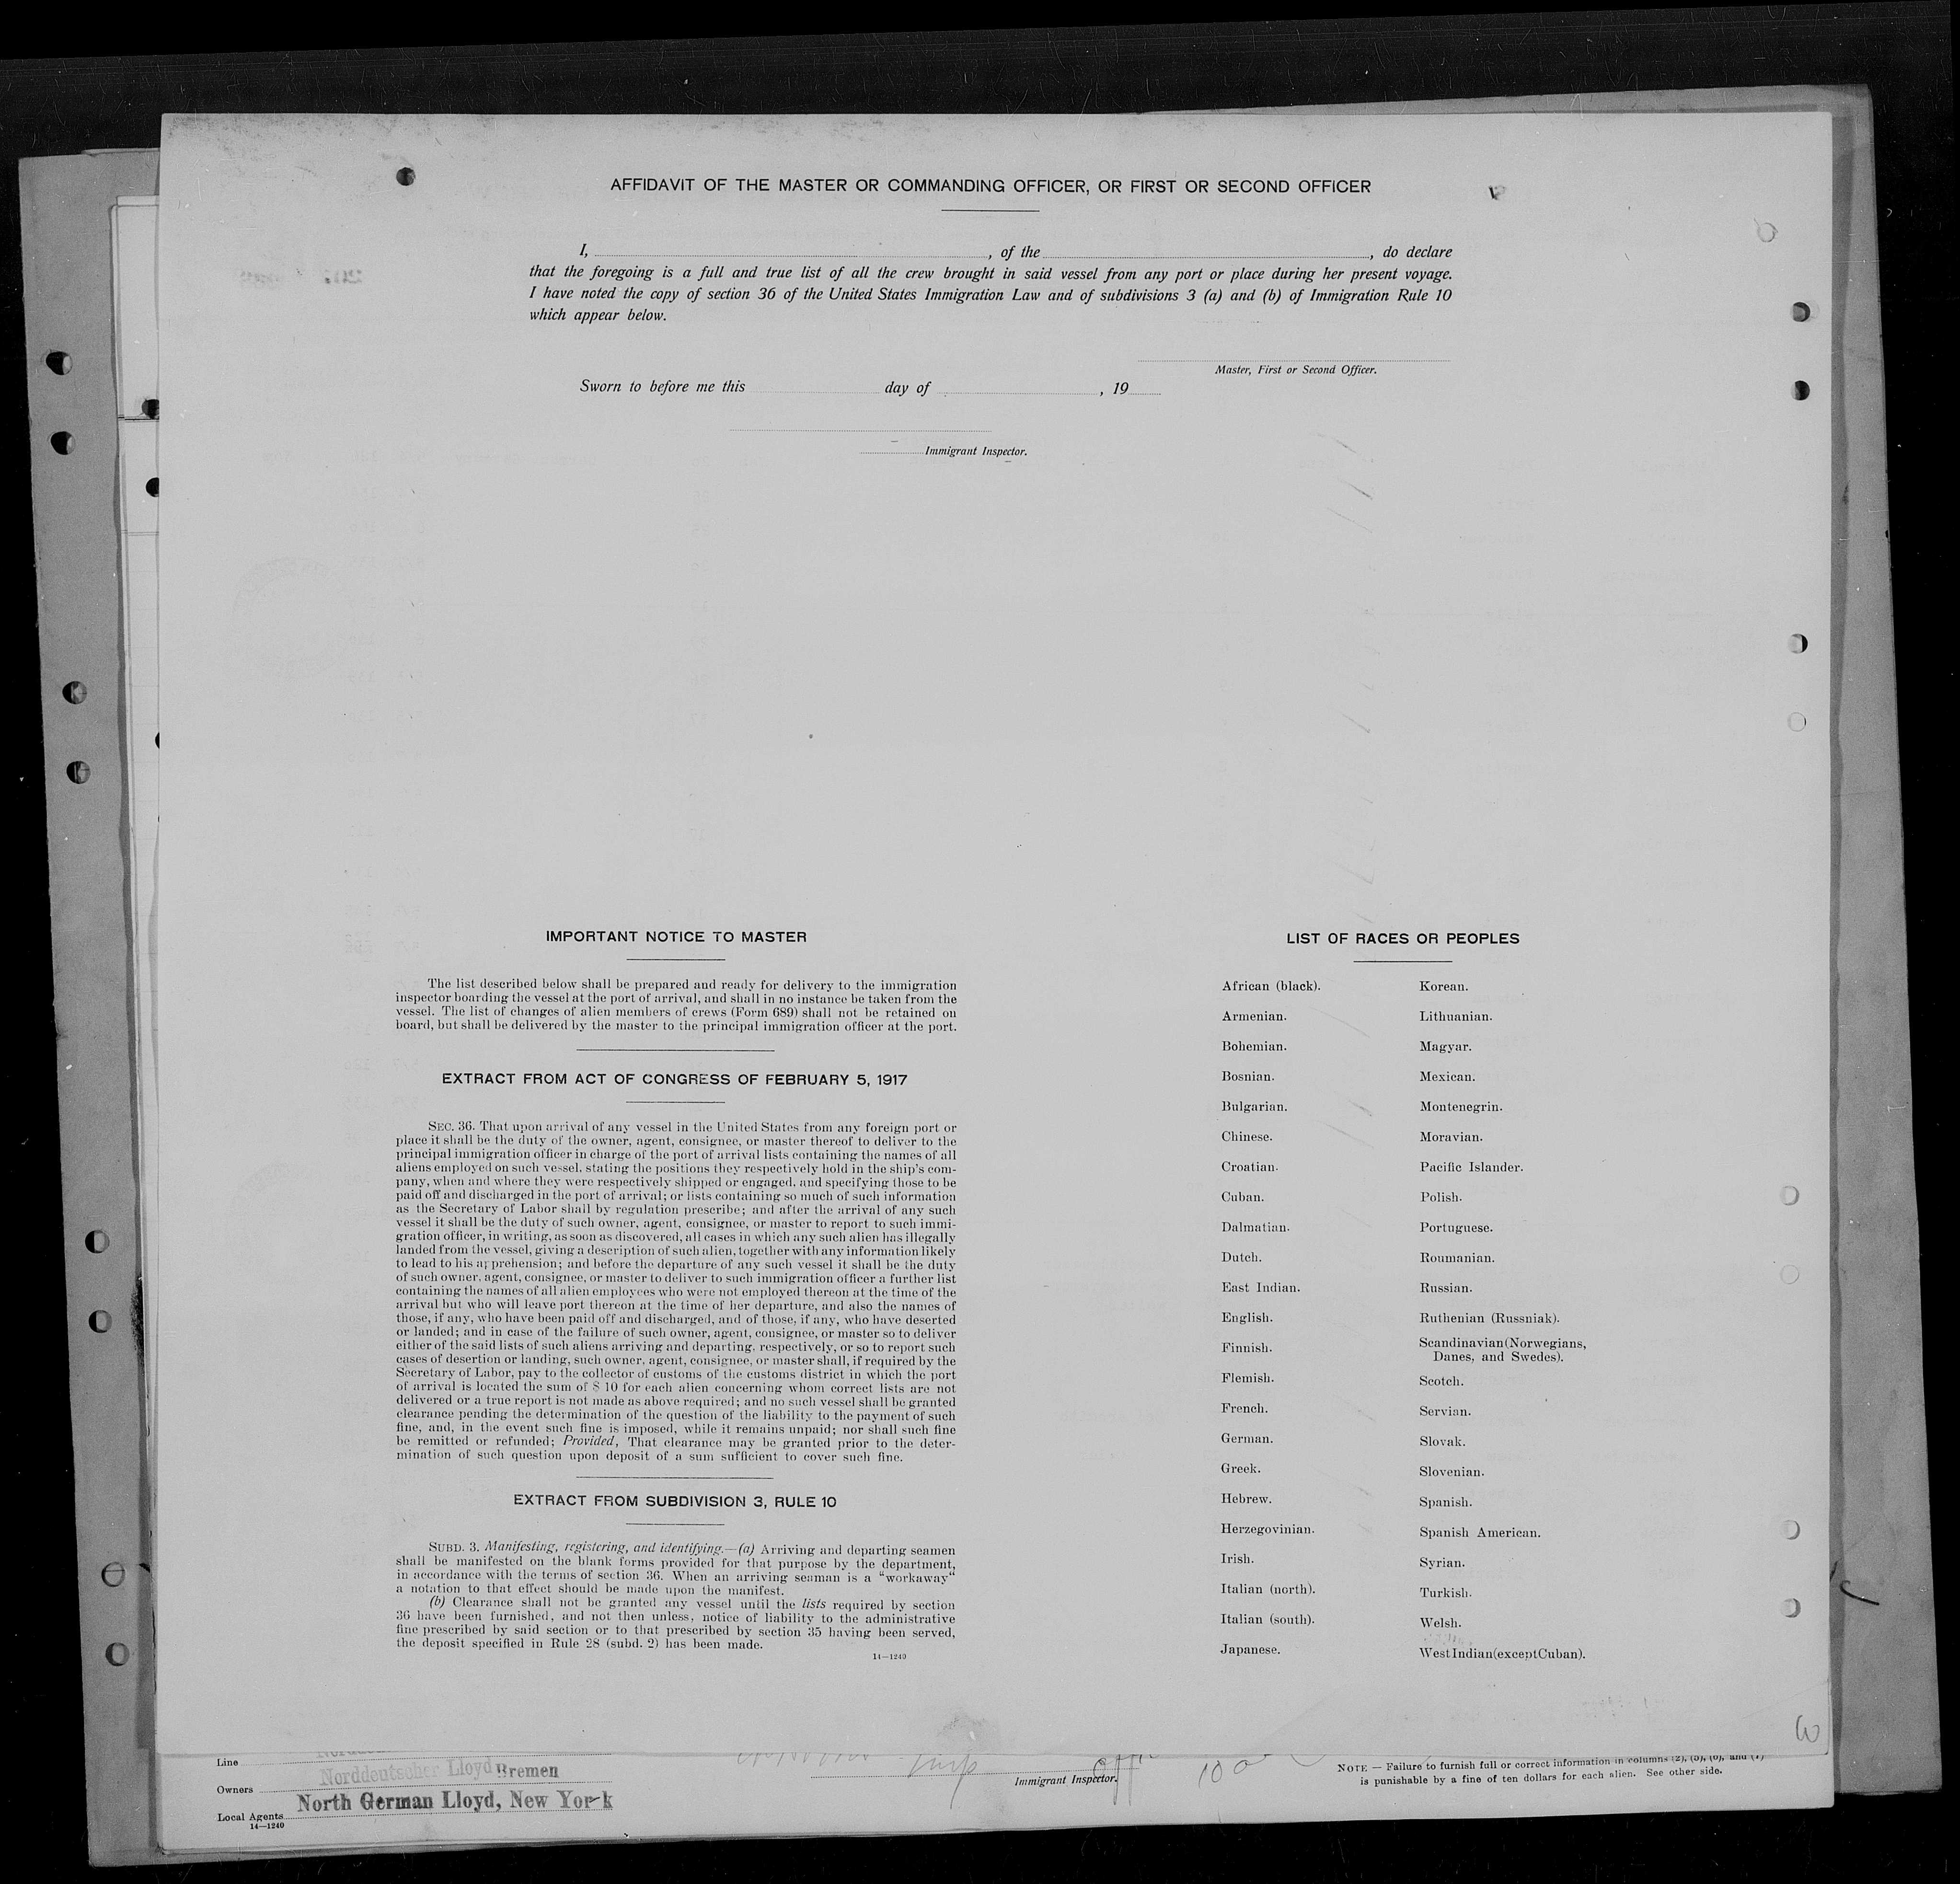 AFFIDAVIT OF THE MASTER OR COMMANDING OFFICER, OR FIRST OR SECOND OFFICER
I, , of the , do declare
that the foregoing is a full and true list of all the crew brought in said vessel from any port or place during her present voyage.
I have noted the copy of section 36 of the United States Immigration Law and of subdivisions 3 (a) and (b) of Immigration Rule 10
which appear below.
Master, First or Second Officer.
Sworn to before me this day of , 19
Immigrant Inspector.
IMPORTANT NOTICE TO MASTER
The list described below shall be prepared and ready for delivery to the immigration
inspector boarding the vessel at the port of arrival, and shall in no instance be taken from the
vessel. The list of changes of alien members of crews (Form 689) shall not be retained on
board, but shall be delivered by the master to the principal immigration officer at the port.
EXTRACT FROM ACT OF CONGRESS OF FEBRUARY 5, 1917
SEC. 36. That upon arrival of any vessel in the United States from any foreign port or
place it shall be the duty of the owner, agent, consignee, or master thereof to deliver to the
principal immigration officer in charge of the port of arrival lists containing the names of all
aliens employed on such vessel, stating the positions they respectively hold in the ship's com-
pany, when and where they were respectively shipped or engaged, and specifying those to be
paid off and discharged in the port of arrival; or lists containing so much of such information
as the Secretary of Labor shall by regulation prescribe; and after the arrival of any such
vessel it shall be the duty of such owner, agent, consignee, or master to report to such immi-
gration officer, in writing, as soon as discovered, all cases in which any such alien has illegally
landed from the vessel, giving a description of such alien, together with any information likely
to lead to his apprehension; and before the departure of any such vessel it shall be the duty
of such owner, agent, consignee, or master to deliver to such immigration officer a further list
containing the names of all alien employees who were not employed thereon at the time of the
arrival but who will leave port thereon at the time of her departure, and also the names of
those, if any, who have been paid off and discharged, and of those, if any, who have deserted
or landed; and in case of the failure of such owner, agent, consignee, or master so to deliver
either of the said lists of such aliens arriving and departing, respectively, or so to report such
cases of desertion or landing, such owner, agent, consignee, or master shall, if required by the
Secretary of Labor, pay to the collector of customs of the customs district in which the port
of arrival is located the sum of $ 10 for each alien concerning whom correct lists are not
delivered or a true report is not made as above required; and no such vessel shall be granted
clearance pending the determination of the question of the liability to the payment of such
fine, and, in the event such fine is imposed, while it remains unpaid; nor shall such fine
be remitted or refunded; Provided, That clearance may be granted prior to the deter-
mination of such question upon deposit of a sum sufficient to cover such fine.
EXTRACT FROM SUBDIVISION 3, RULE 10
SUBD. 3. Manifesting, registering, and identifying.—(a) Arriving and departing seamen
shall be manifested on the blank forms provided for that purpose by the department,
in accordance with the terms of section 36. When an arriving seaman is a “workaway“
a notation to that effect should be made upon the manifest.
(b) Clearance shall not be granted any vessel until the lists required by section
36 have been furnished, and not then unless, notice of liability to the administrative
fine prescribed by said section or to that prescribed by section 35 having been served,
the deposit specified in Rule 28 (subd. 2) has been made.
14—1240
LIST OF RACES OR PEOPLES
African (black).
Armenian.
Bohemian.
Bosnian.
Bulgarian.
Chinese.
Croatian.
Cuban.
Dalmatian.
Dutch.
East Indian.
English.
Finnish.
Flemish.
French.
German.
Greek.
Hebrew.
Herzegovinian.
Irish.
Italian (north).
Italian (south).
Japanese.
Korean.
Lithuanian.
Magyar.
Mexican.
Montenegrin.
Moravian.
Pacific Islander.
Polish.
Portuguese.
Roumanian.
Russian.
Ruthenian (Russniak).
Scandinavian (Norwegians,
Danes, and Swedes).
Scotch.
Servian.
Slovak.
Slovenian.
Spanish.
Spanish American.
Syrian.
Turkish.
Welsh.
West Indian (except Cuban).
Line
Owners Norddeutscher Lloyd Bremen
Local Agents North German Lloyd, New York
14—1240
Immigrant Inspector.
NOTE — Failure to furnish full or correct information in columns (2), (5), (6), and (7)
is punishable by a fine of ten dollars for each alien. See other side.